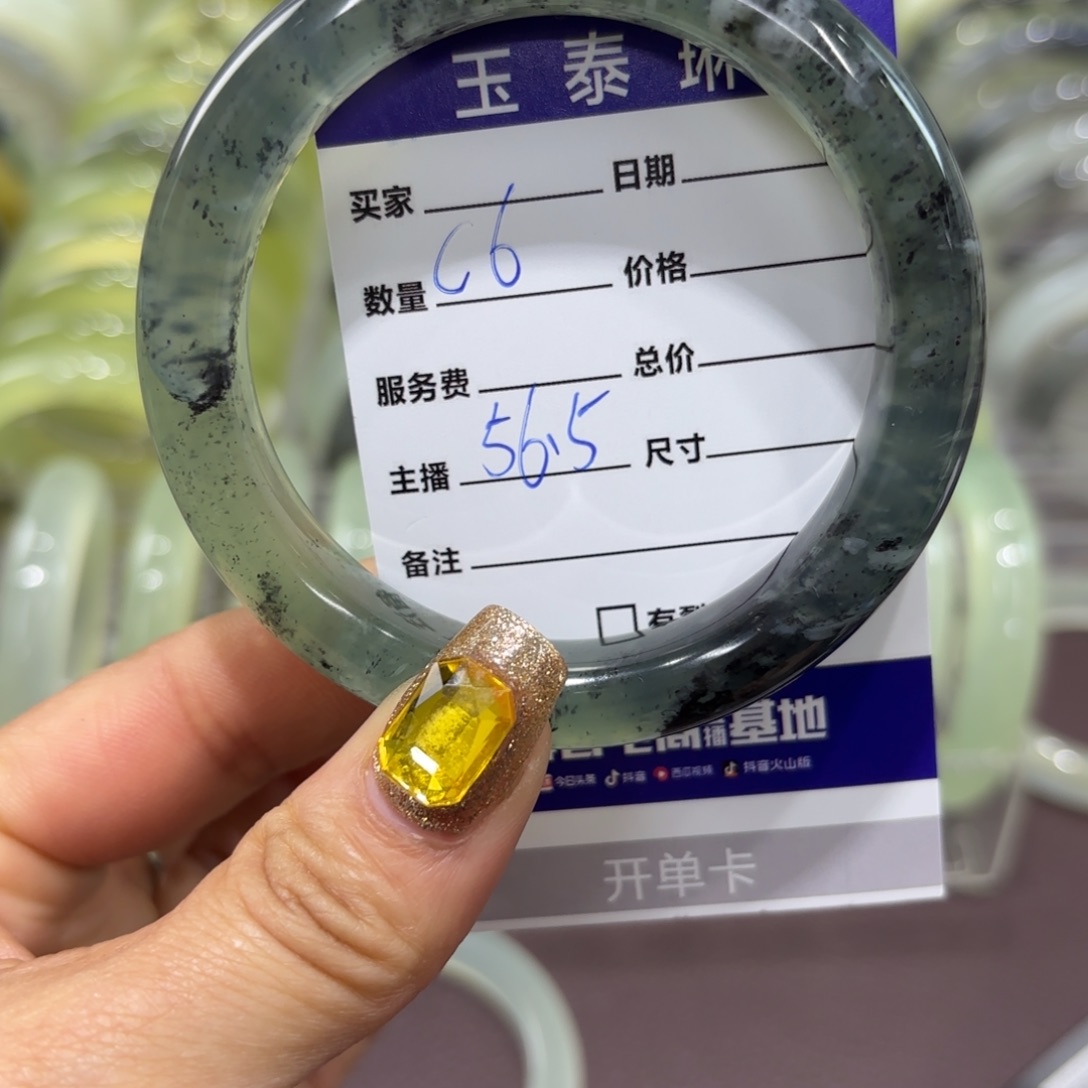 玉泰琳
买家 日期
C6
数量 价格
服务费 总价
56.5
主播 尺寸
备注
播基地
今日头条 抖音 西瓜视频 抖音火山版
开单卡